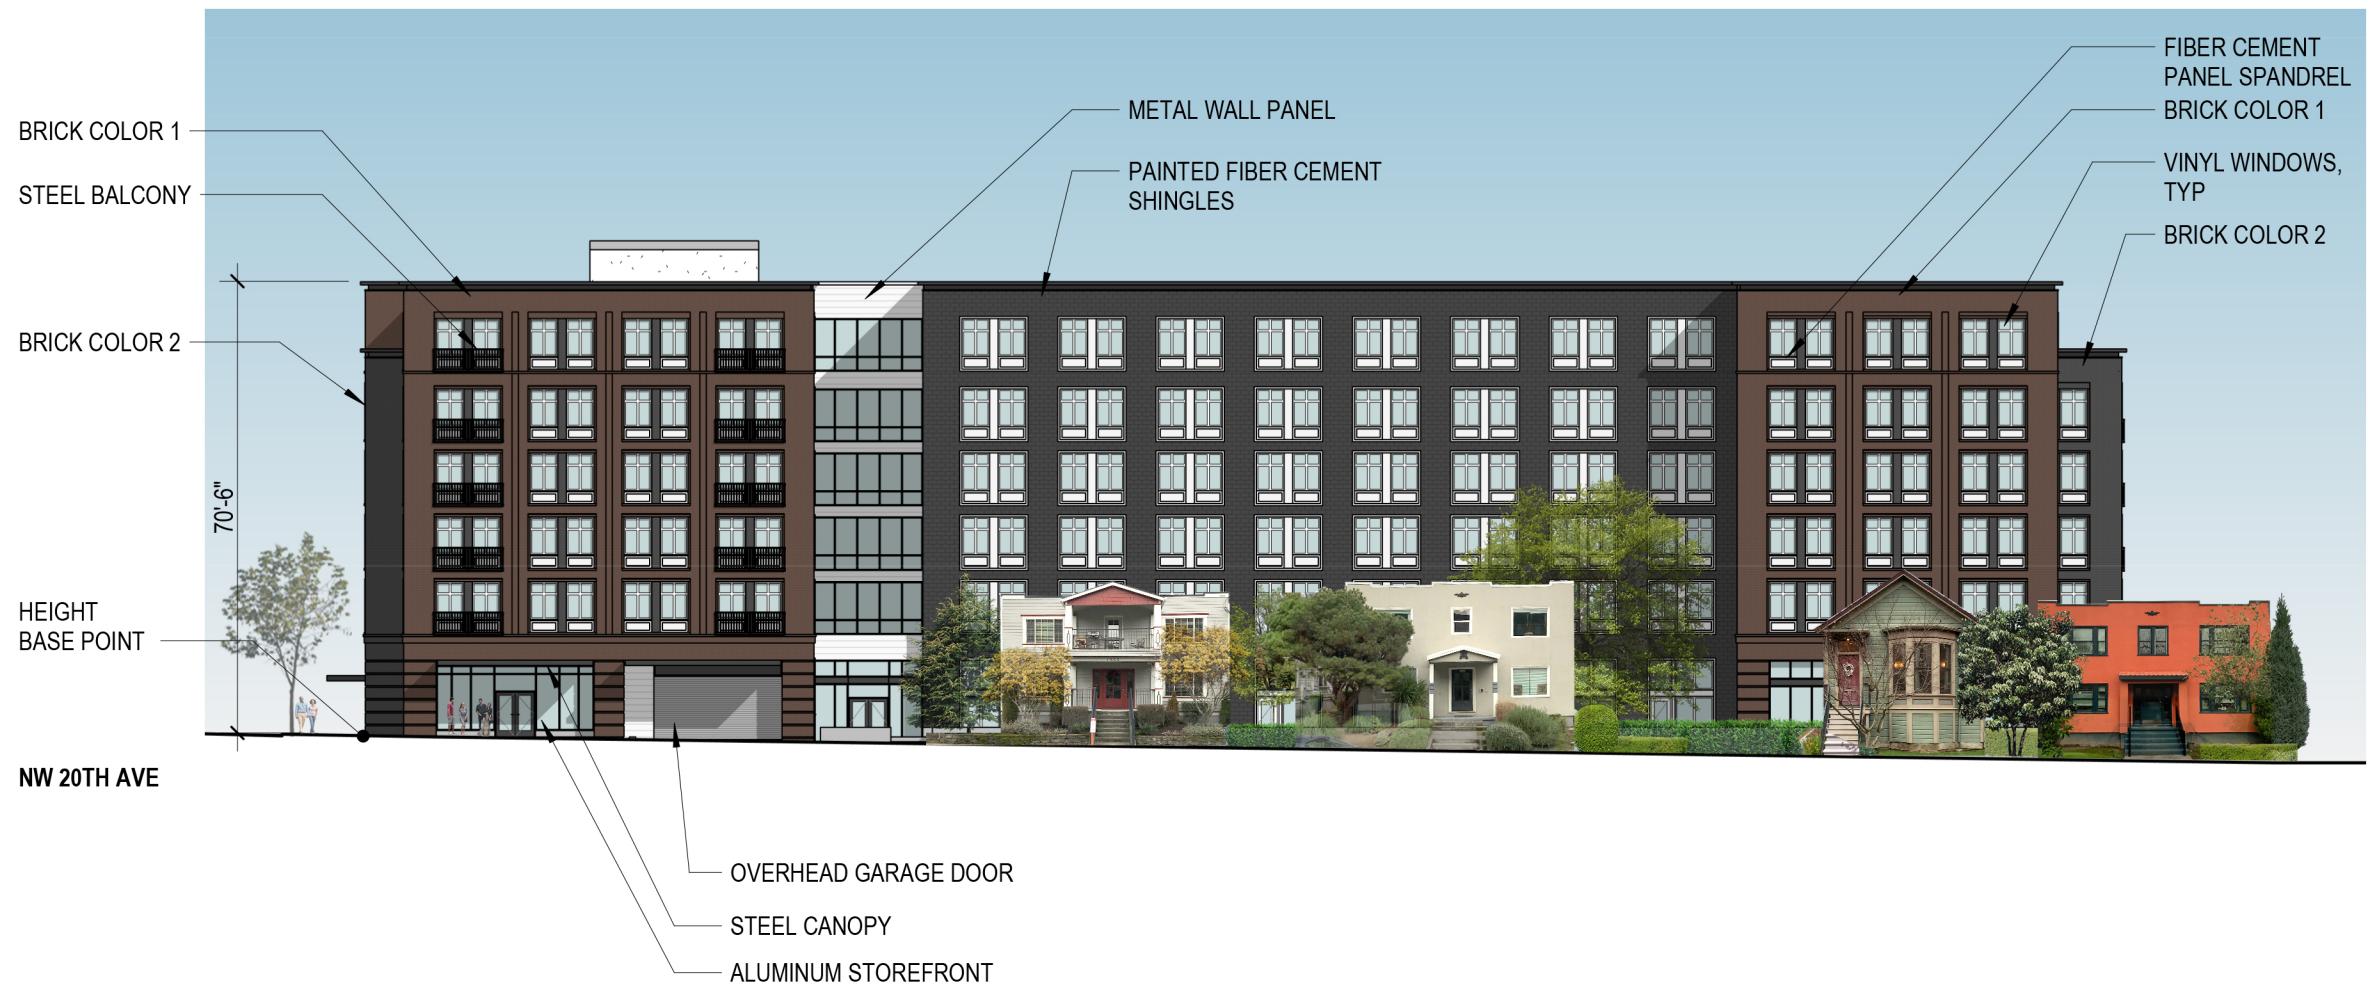 FIBER CEMENT
PANEL SPANDREL
METAL WALL PANEL
BRICK COLOR 1
BRICK COLOR 1
PAINTED FIBER CEMENT
SHINGLES
VINYL WINDOWS,
TYP
STEEL BALCONY
BRICK COLOR 2
BRICK COLOR 2
70'-6"
HEIGHT
BASE POINT
NW 20TH AVE
OVERHEAD GARAGE DOOR
STEEL CANOPY
ALUMINUM STOREFRONT